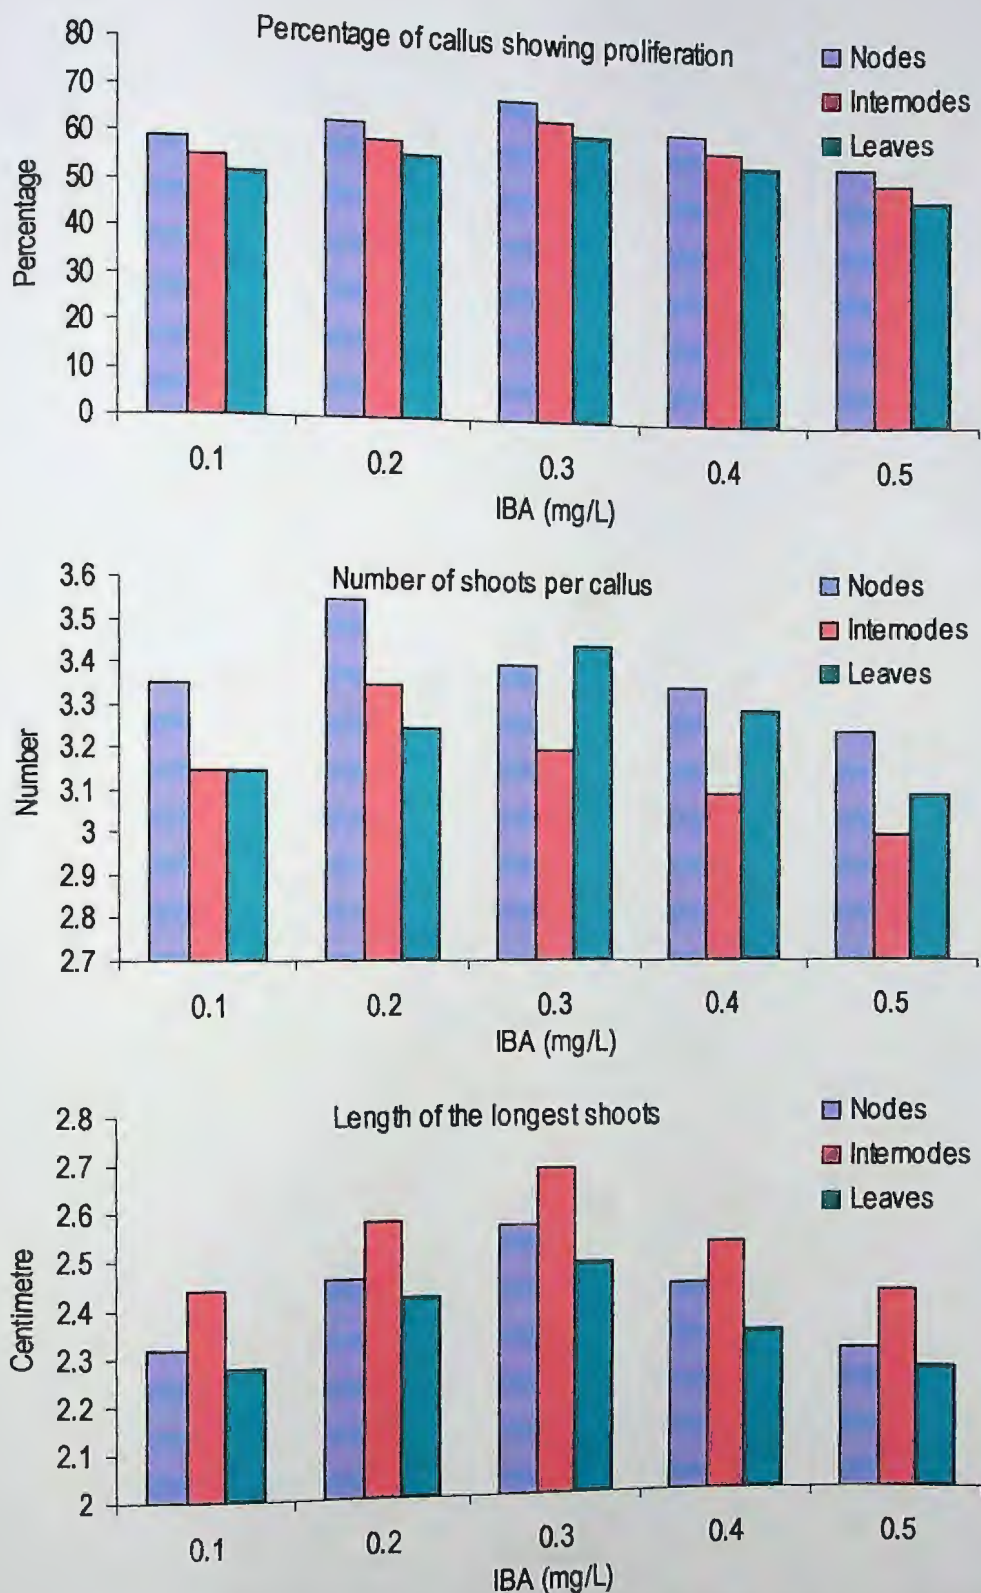 Percentage of callus showing proliferation
Nodes
Internodes
Leaves
Percentage
80
70
60
50
40
30
20
10
0
0.1
0.2
0.3
0.4
0.5
IBA (mg/L)
Number of shoots per callus
Nodes
Internodes
Leaves
Number
3.6
3.5
3.4
3.3
3.2
3.1
3
2.9
2.8
2.7
0.1
0.2
0.3
0.4
0.5
IBA (mg/L)
Length of the longest shoots
Nodes
Internodes
Leaves
Centimetre
2.8
2.7
2.6
2.5
2.4
2.3
2.2
2.1
2
0.1
0.2
0.3
0.4
0.5
IBA (mg/L)